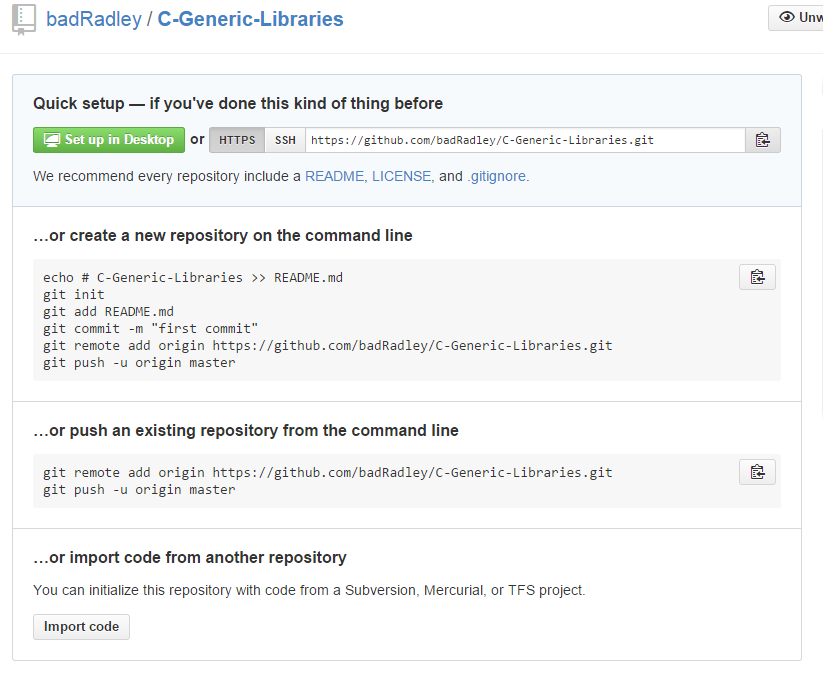 badRadley / C-Generic-Libraries
Quick setup — if you've done this kind of thing before
Set up in Desktop or HTTPS SSH https://github.com/badRadley/C-Generic-Libraries.git
We recommend every repository include a README, LICENSE, and .gitignore.
…or create a new repository on the command line
echo # C-Generic-Libraries >> README.md
git init
git add README.md
git commit -m "first commit"
git remote add origin https://github.com/badRadley/C-Generic-Libraries.git
git push -u origin master
…or push an existing repository from the command line
git remote add origin https://github.com/badRadley/C-Generic-Libraries.git
git push -u origin master
…or import code from another repository
You can initialize this repository with code from a Subversion, Mercurial, or TFS project.
Import code